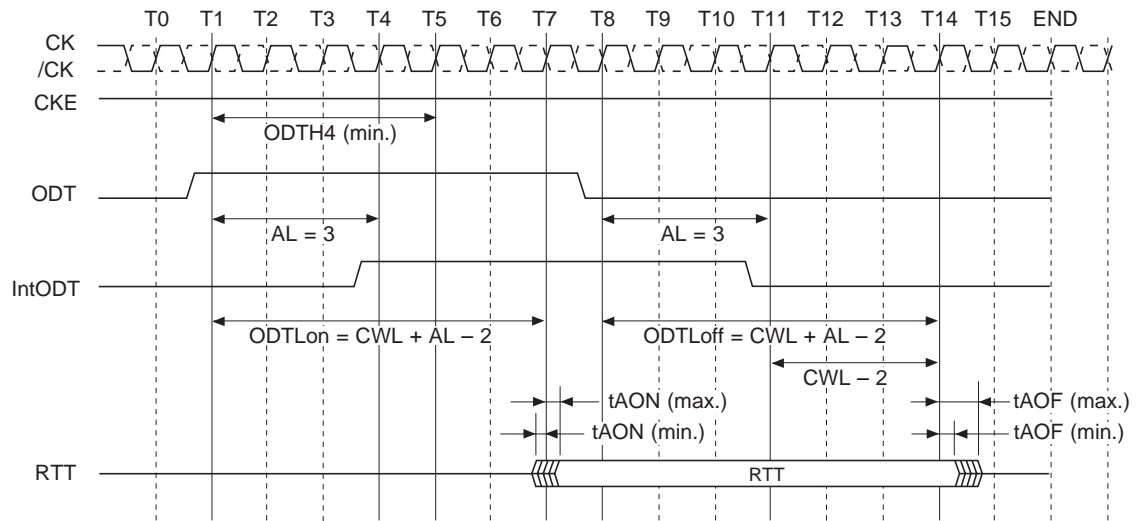 T0 T1 T2 T3 T4 T5 T6 T7 T8 T9 T10 T11 T12 T13 T14 T15 END
CK
/CK
CKE
ODTH4 (min.)
ODT
AL = 3 AL = 3
IntODT
ODTLon = CWL + AL – 2 ODTLoff = CWL + AL – 2
CWL – 2
tAON (max.) tAOF (max.)
tAON (min.) tAOF (min.)
RTT RTT